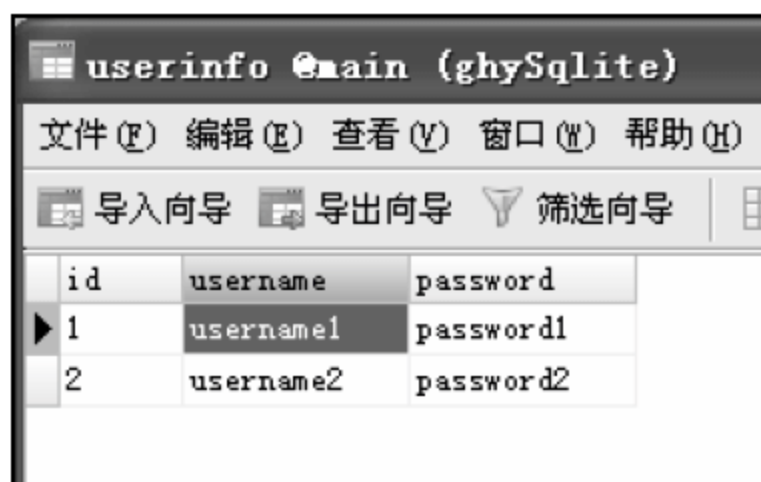 userinfo @main (ghySqlite)
文件(F) 编辑(E) 查看(V) 窗口(W) 帮助(H)
导入向导 导出向导 筛选向导
id username password
1 username1 password1
2 username2 password2